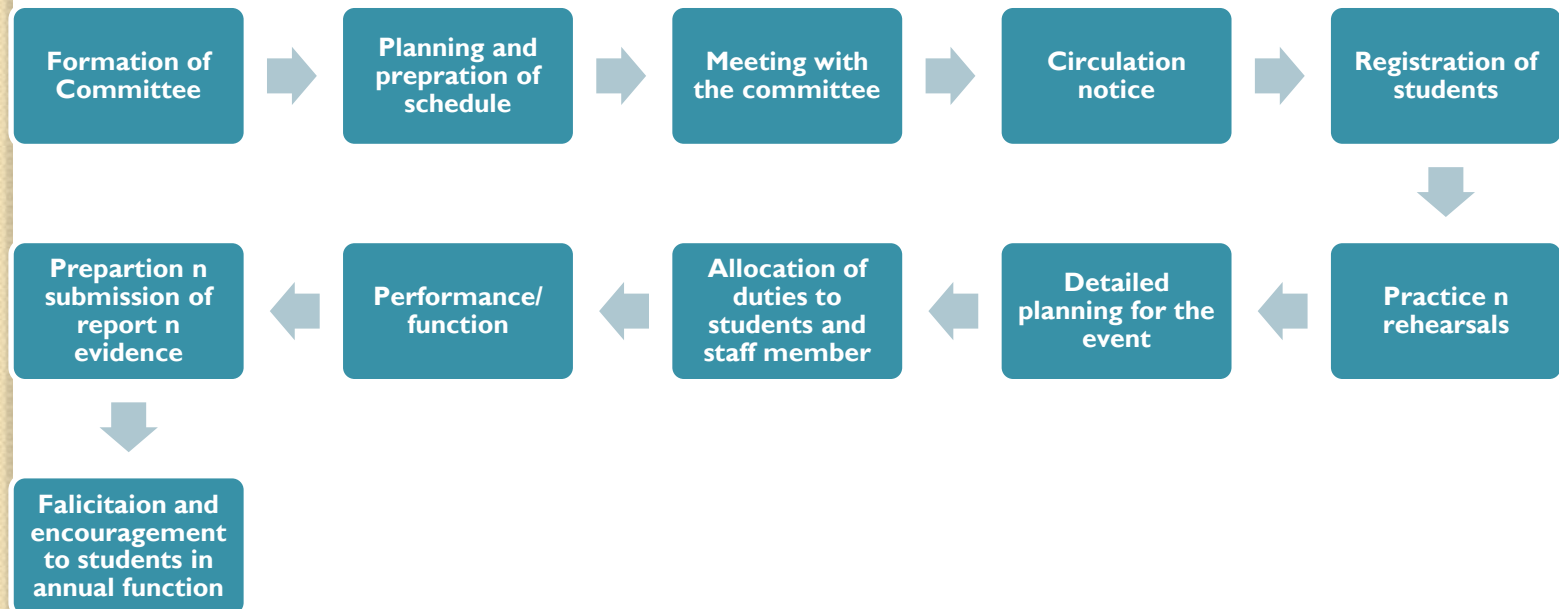 Formation of
Committee
Planning and
prepration of
schedule
Meeting with
the committee
Circulation
notice
Registration of
students
Practice n
rehearsals
Detailed
planning for the
event
Allocation of
duties to
students and
staff member
Performance/
function
Prepartion n
submission of
report n
evidence
Falicitaion and
encouragement
to students in
annual function